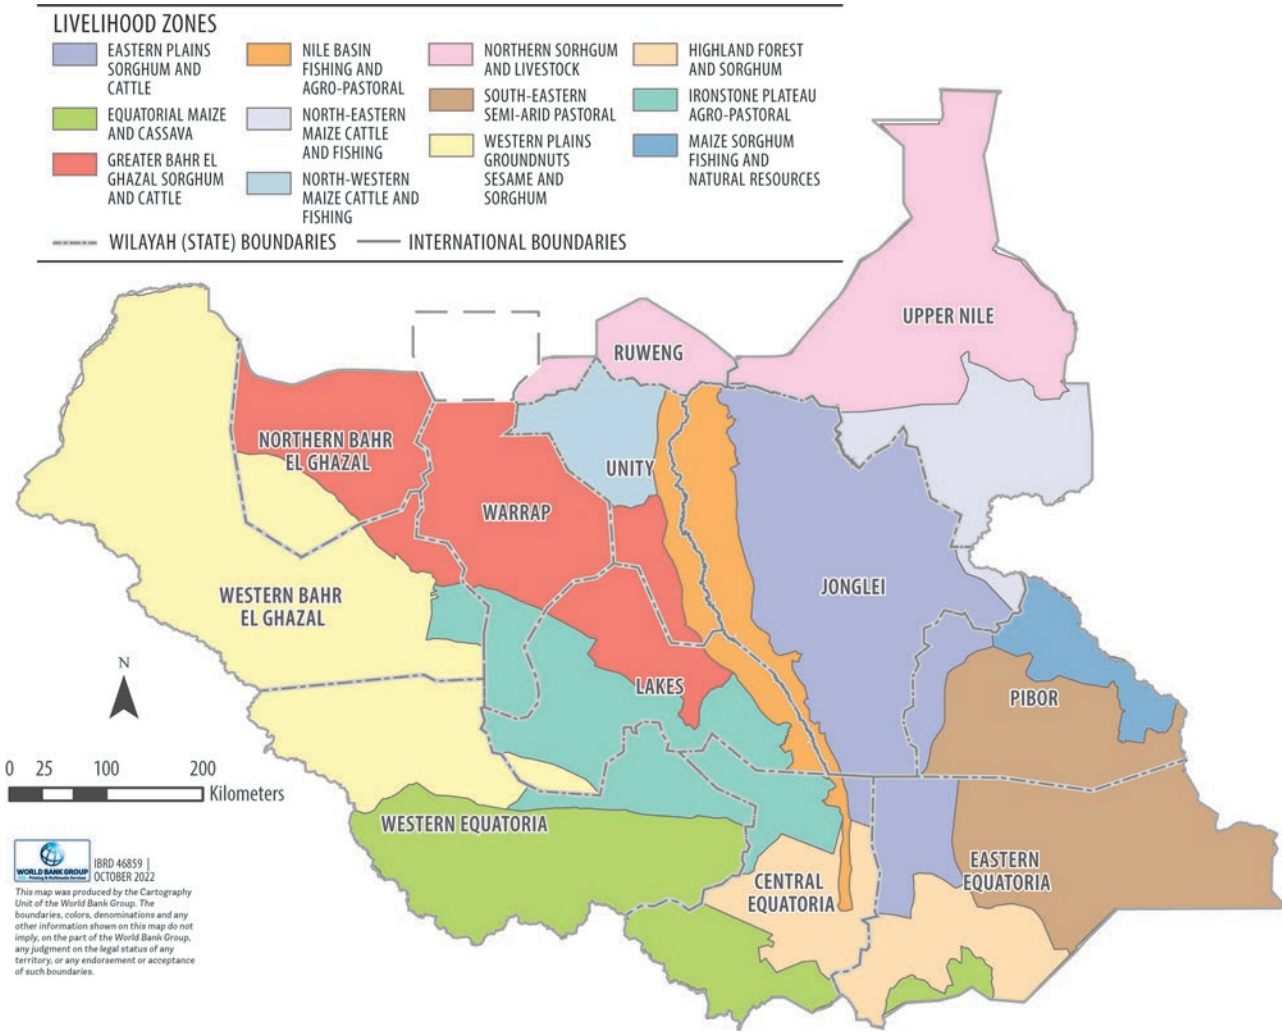 LIVELIHOOD ZONES
EASTERN PLAINS
SORGHUM AND
CATTLE
EQUATORIAL MAIZE
AND CASSAVA
GREATER BAHR EL
GHAZAL SORGHUM
AND CATTLE
NILE BASIN
FISHING AND
AGRO-PASTORAL
NORTH-EASTERN
MAIZE CATTLE
AND FISHING
NORTH-WESTERN
MAIZE CATTLE AND
FISHING
NORTHERN SORHGUM
AND LIVESTOCK
SOUTH-EASTERN
SEMI-ARID PASTORAL
WESTERN PLAINS
GROUNDNUTS
SESAME AND
SORGHUM
HIGHLAND FOREST
AND SORGHUM
IRONSTONE PLATEAU
AGRO-PASTORAL
MAIZE SORGHUM
FISHING AND
NATURAL RESOURCES
WILAYAH (STATE) BOUNDARIES
INTERNATIONAL BOUNDARIES
UPPER NILE
RUWENG
NORTHERN BAHR
EL GHAZAL
UNITY
WARRAP
JONGLEI
WESTERN BAHR
EL GHAZAL
LAKES
PIBOR
N
0 25 100 200
Kilometers
WESTERN EQUATORIA
CENTRAL
EQUATORIA
EASTERN
EQUATORIA
WORLD BANK GROUP
Printing & Multimedia Services
IBRD 46859 |
OCTOBER 2022
This map was produced by the Cartography
Unit of the World Bank Group. The
boundaries, colors, denominations and any
other information shown on this map do not
imply, on the part of the World Bank Group,
any judgment on the legal status of any
territory, or any endorsement or acceptance
of such boundaries.